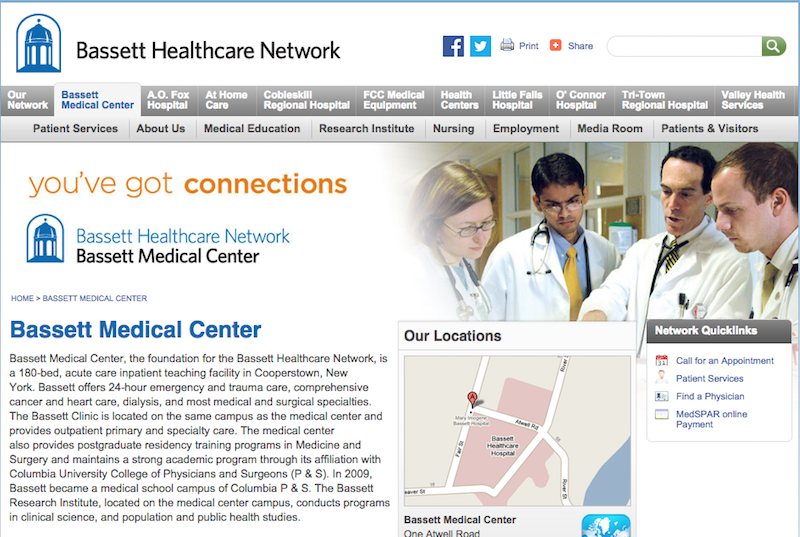 Bassett Healthcare Network
Print
Share
Our Network
Bassett Medical Center
A.O. Fox Hospital
At Home Care
Cobleskill Regional Hospital
FCC Medical Equipment
Health Centers
Little Falls Hospital
O' Connor Hospital
Tri-Town Regional Hospital
Valley Health Services
Patient Services
About Us
Medical Education
Research Institute
Nursing
Employment
Media Room
Patients & Visitors
you've got connections
Bassett Healthcare Network
Bassett Medical Center
HOME > BASSETT MEDICAL CENTER
Bassett Medical Center
Bassett Medical Center, the foundation for the Bassett Healthcare Network, is
a 180-bed, acute care inpatient teaching facility in Cooperstown, New
York. Bassett offers 24-hour emergency and trauma care, comprehensive
cancer and heart care, dialysis, and most medical and surgical specialties.
The Bassett Clinic is located on the same campus as the medical center and
provides outpatient primary and specialty care. The medical center
also provides postgraduate residency training programs in Medicine and
Surgery and maintains a strong academic program through its affiliation with
Columbia University College of Physicians and Surgeons (P & S). In 2009,
Bassett became a medical school campus of Columbia P & S. The Bassett
Research Institute, located on the medical center campus, conducts programs
in clinical science, and population and public health studies.
Our Locations
A
Mary Imogene
Bassett Hospital
Atwell Rd
Bassett
Healthcare
Hospital
Fair St
River St
River St
eaver St
Bassett Medical Center
One Atwell Road
Network Quicklinks
Call for an Appointment
Patient Services
Find a Physician
MedSPAR online
Payment